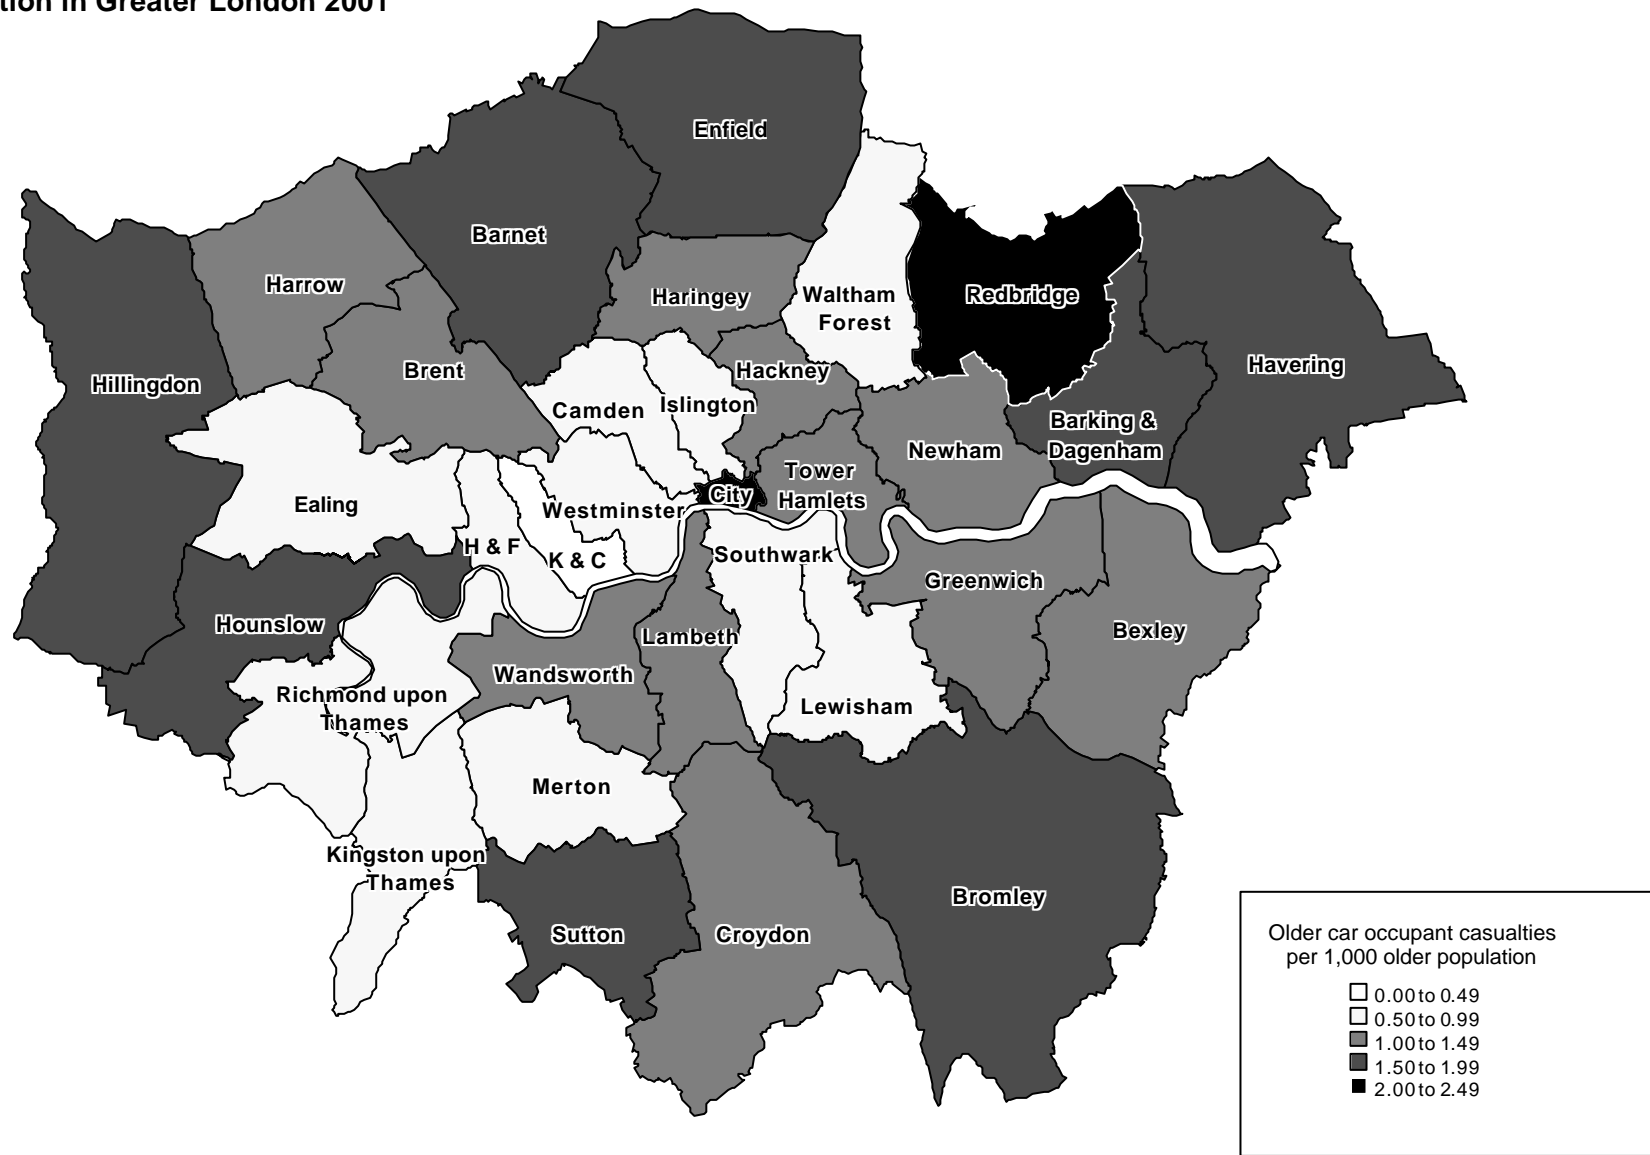 tion in Greater London 2001
Enfield
Barnet
Harrow
Haringey
Waltham
Forest
Redbridge
Havering
Hillingdon
Brent
Hackney
Camden
Islington
Barking &
Dagenham
Newham
Tower
Hamlets
City
Ealing
Westminster
H & F
K & C
Southwark
Greenwich
Hounslow
Lambeth
Bexley
Wandsworth
Richmond upon
Thames
Lewisham
Merton
Kingston upon
Thames
Bromley
Sutton
Croydon
Older car occupant casualties
per 1,000 older population
0.00 to 0.49
0.50 to 0.99
1.00 to 1.49
1.50 to 1.99
2.00 to 2.49